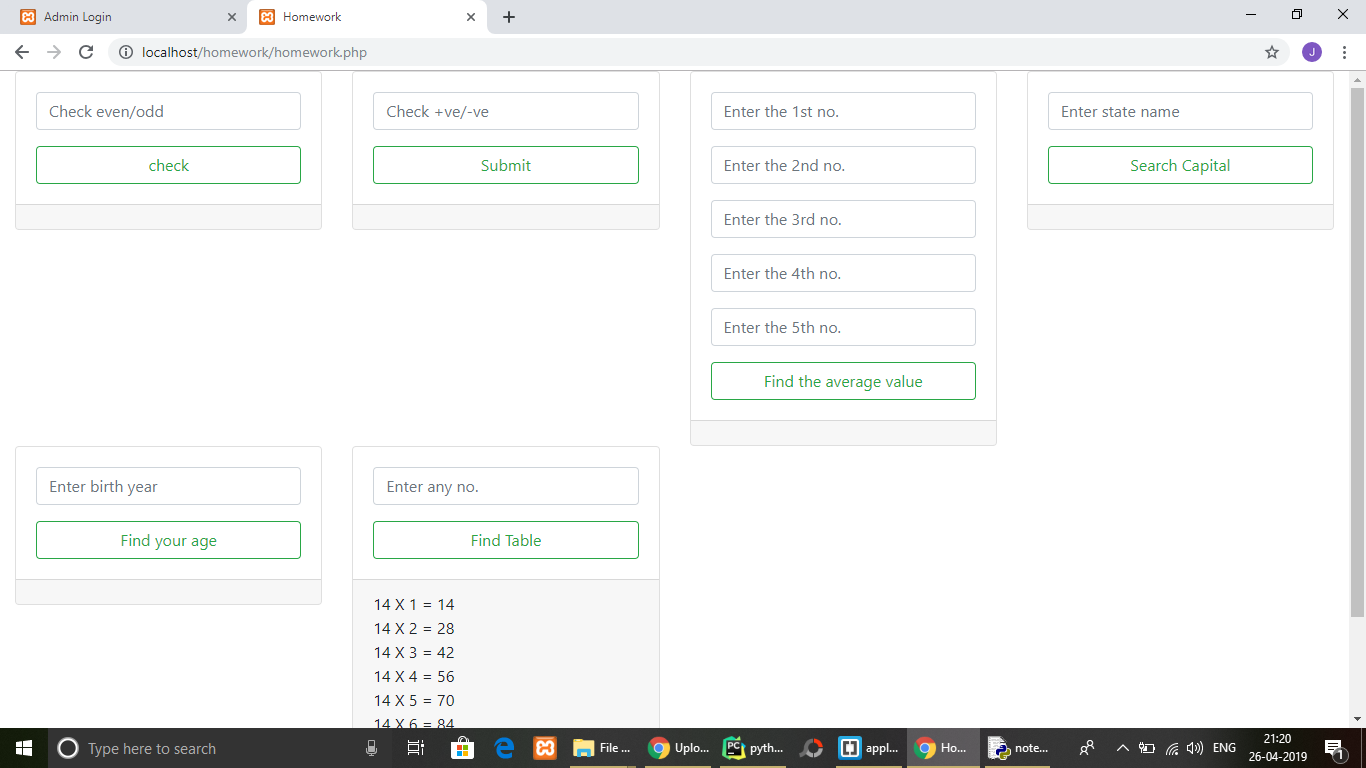 Admin Login
Homework
localhost/homework/homework.php
J
Check even/odd
check
Check +ve/-ve
Submit
Enter the 1st no.
Enter the 2nd no.
Enter the 3rd no.
Enter the 4th no.
Enter the 5th no.
Find the average value
Enter state name
Search Capital
Enter birth year
Find your age
Enter any no.
Find Table
14 X 1 = 14
14 X 2 = 28
14 X 3 = 42
14 X 4 = 56
14 X 5 = 70
14 X 6 = 84
Type here to search
File ...
Uplo...
PC
pyth...
appl...
Ho...
note...
ENG
21:20
26-04-2019
1